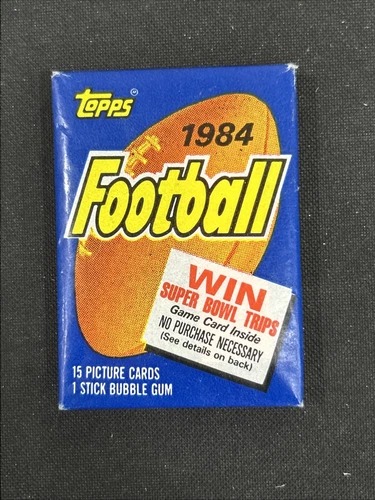 Topps
1984
Football
WIN
SUPER BOWL TRIPS
Game Card Inside
NO PURCHASE NECESSARY
(See details on back)
15 PICTURE CARDS
1 STICK BUBBLE GUM